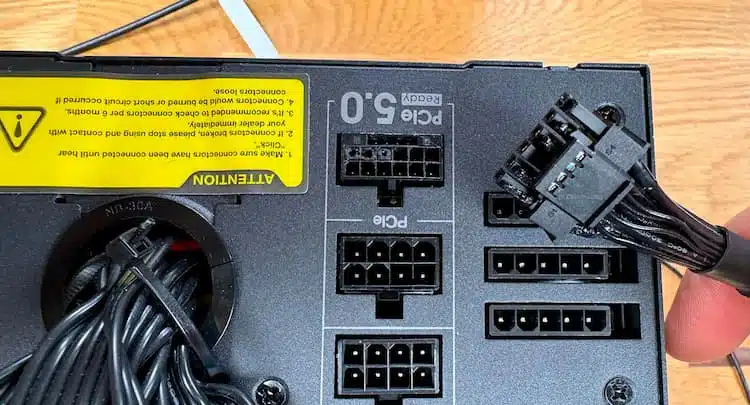 ATTENTION
1. Make sure connectors have been connected until hear
"Click".
2. If connectors, broken, please stop using and contact with
your dealer immediately.
3. It's recommended to check connectors per 6 months.
4. Connectors would be burned or short circuit occurred if
connectors loose.
PCIe
5.0
Ready
PCIe